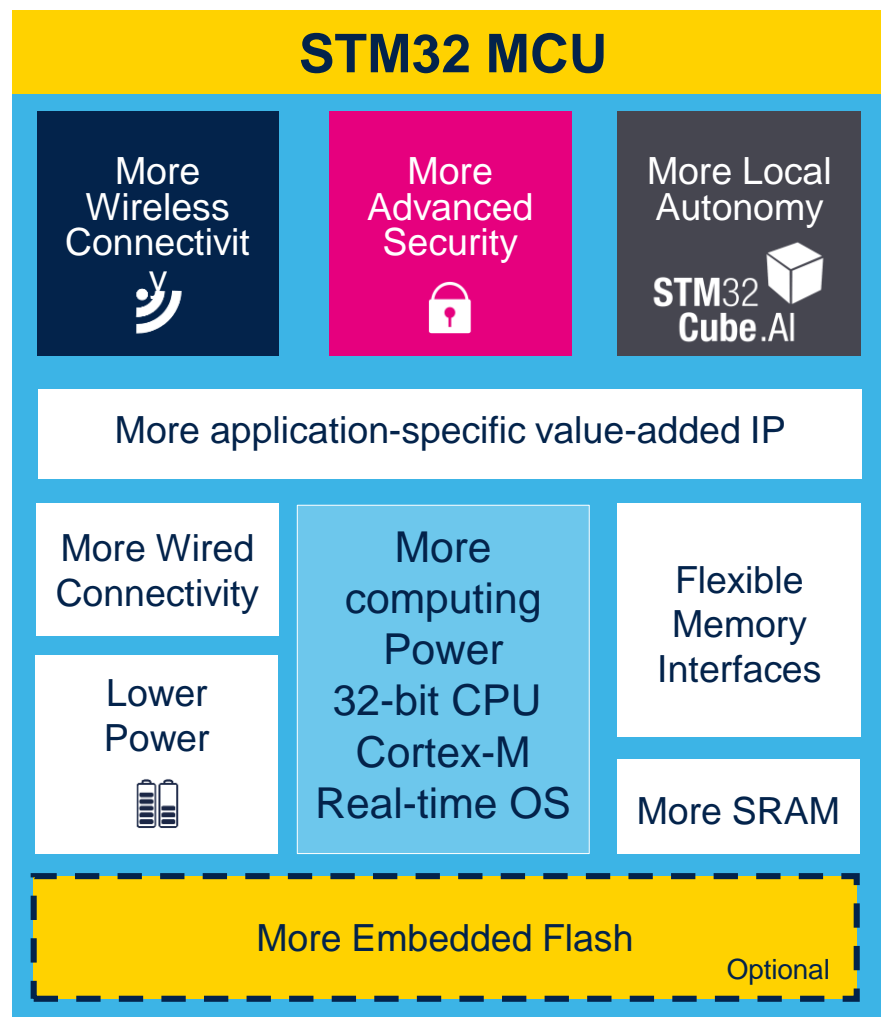 STM32 MCU
More
Wireless
Connectivit
y
More
Advanced
Security
More Local
Autonomy
STM32
Cube.AI
More application-specific value-added IP
More Wired
Connectivity
Lower
Power
More
computing
Power
32-bit CPU
Cortex-M
Real-time OS
Flexible
Memory
Interfaces
More SRAM
More Embedded Flash
Optional